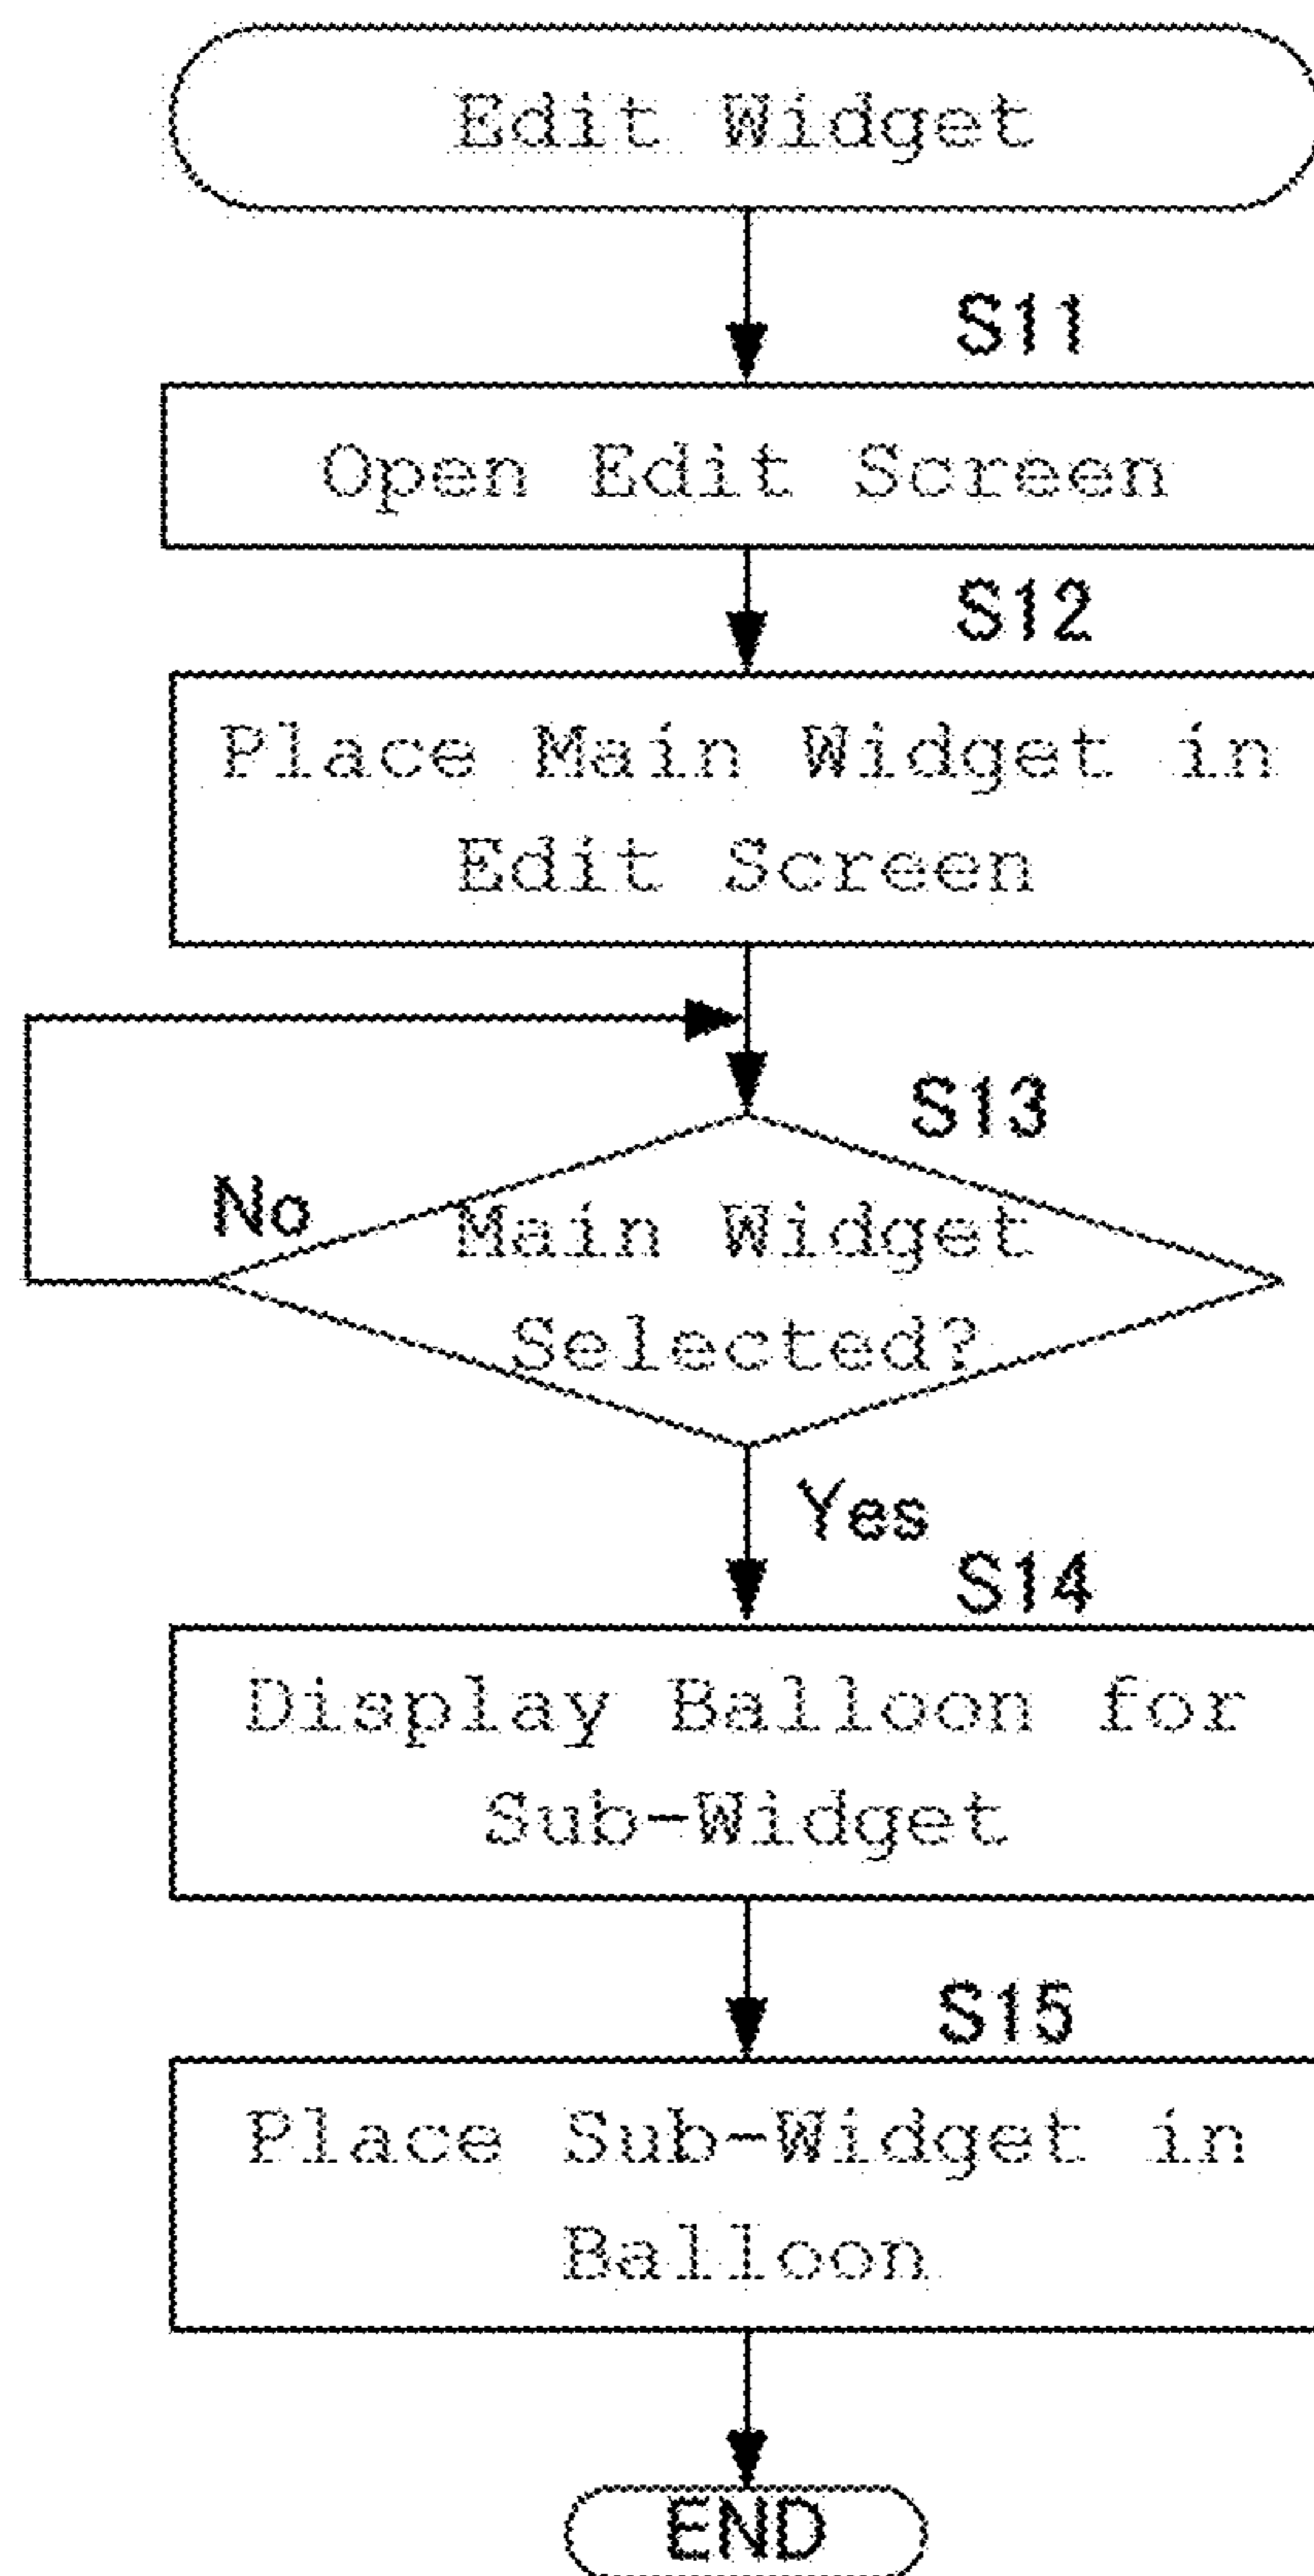 Edit Widget
S11
Open Edit Screen
S12
Place Main Widget in
Edit Screen
S13
No
Main Widget
Selected?
Yes
S14
Display Balloon for
Sub-Widget
S15
Place Sub-Widget in
Balloon
END